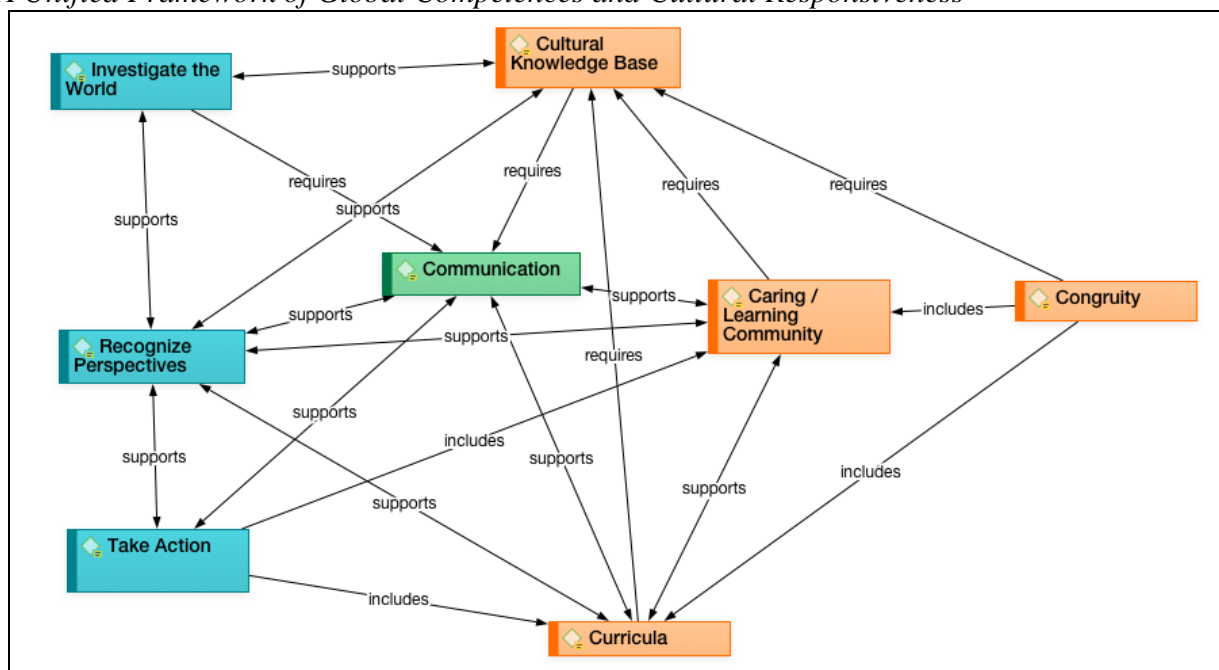 A Unified Framework of Global Competences and Cultural Responsiveness
Cultural
Knowledge Base
Investigate the
World
supports
requires
requires
requires
requires
supports
supports
Communication
supports
Caring /
Learning
Community
includes
Congruity
supports
supports
requires
Recognize
Perspectives
supports
includes
supports
supports
includes
supports
supports
Take Action
includes
Curricula